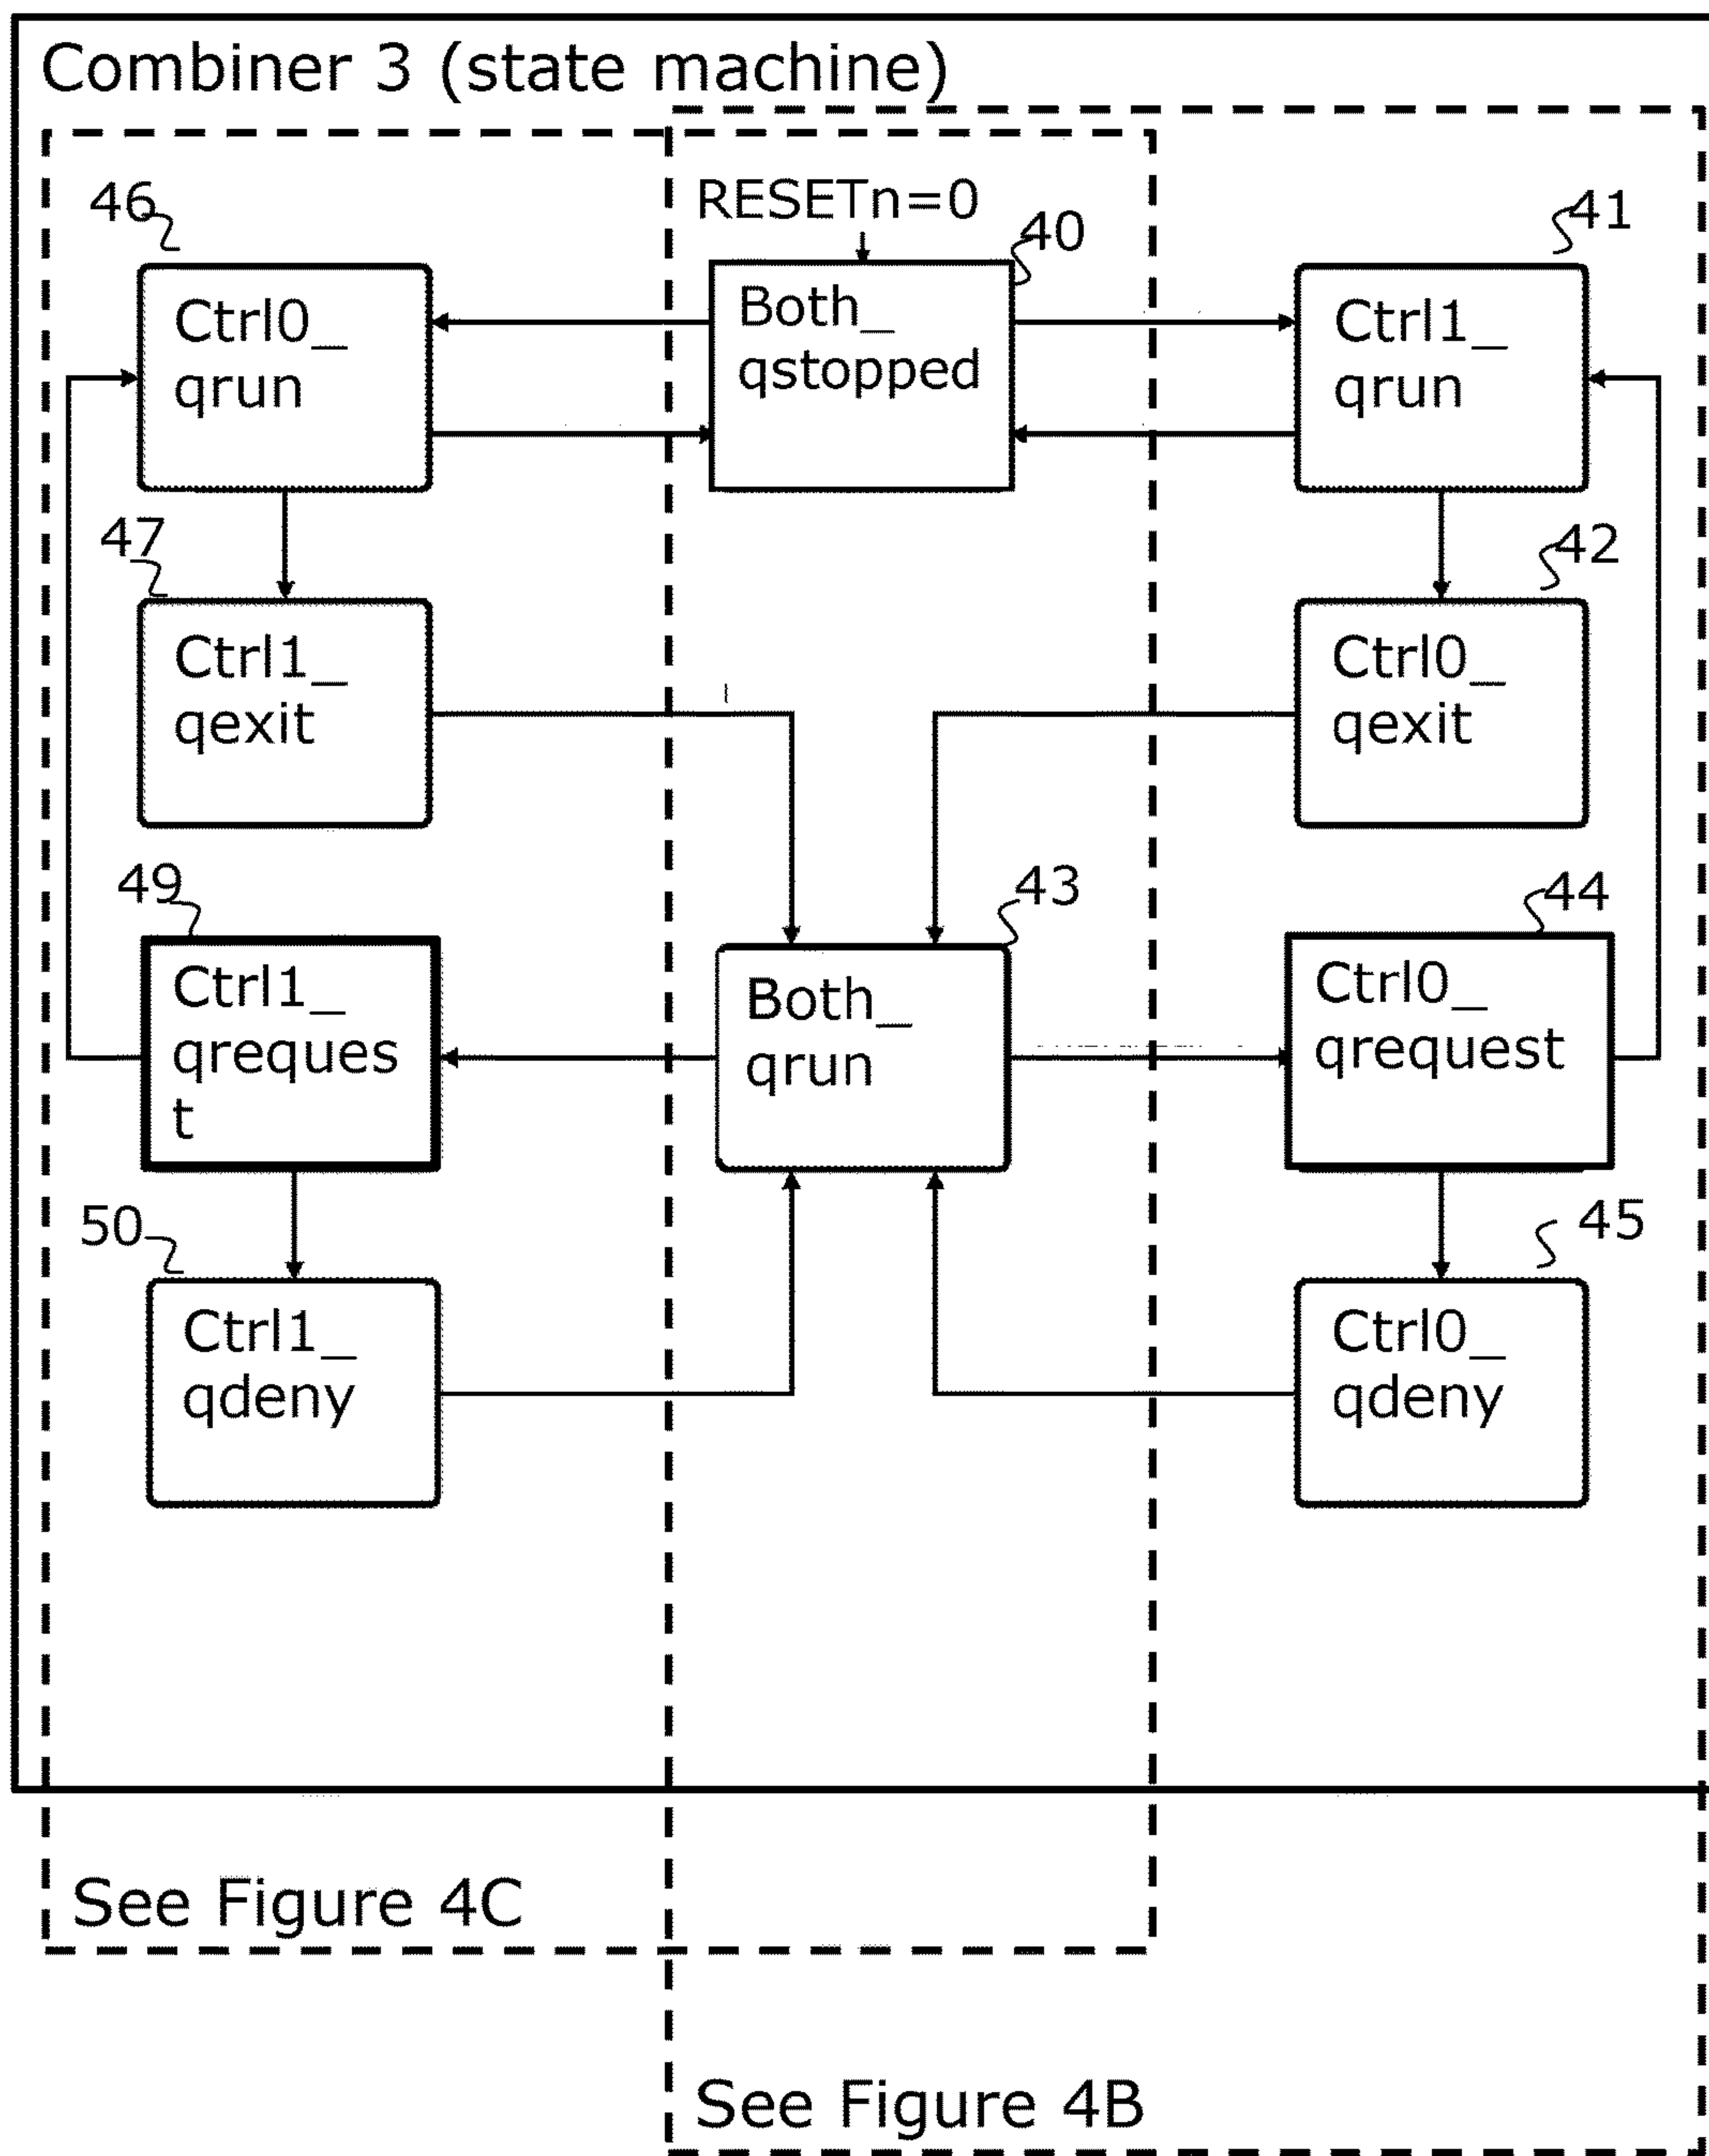 Combiner 3 (state machine)
46
RESETn=0
40
41
Ctrl0_
qrun
Both_
qstopped
Ctrl1_
qrun
47
42
Ctrl1_
qexit
Ctrl0_
qexit
49
43
44
Ctrl1_
qreques
t
Both_
qrun
Ctrl0_
qrequest
50
45
Ctrl1_
qdeny
Ctrl0_
qdeny
See Figure 4C
See Figure 4B